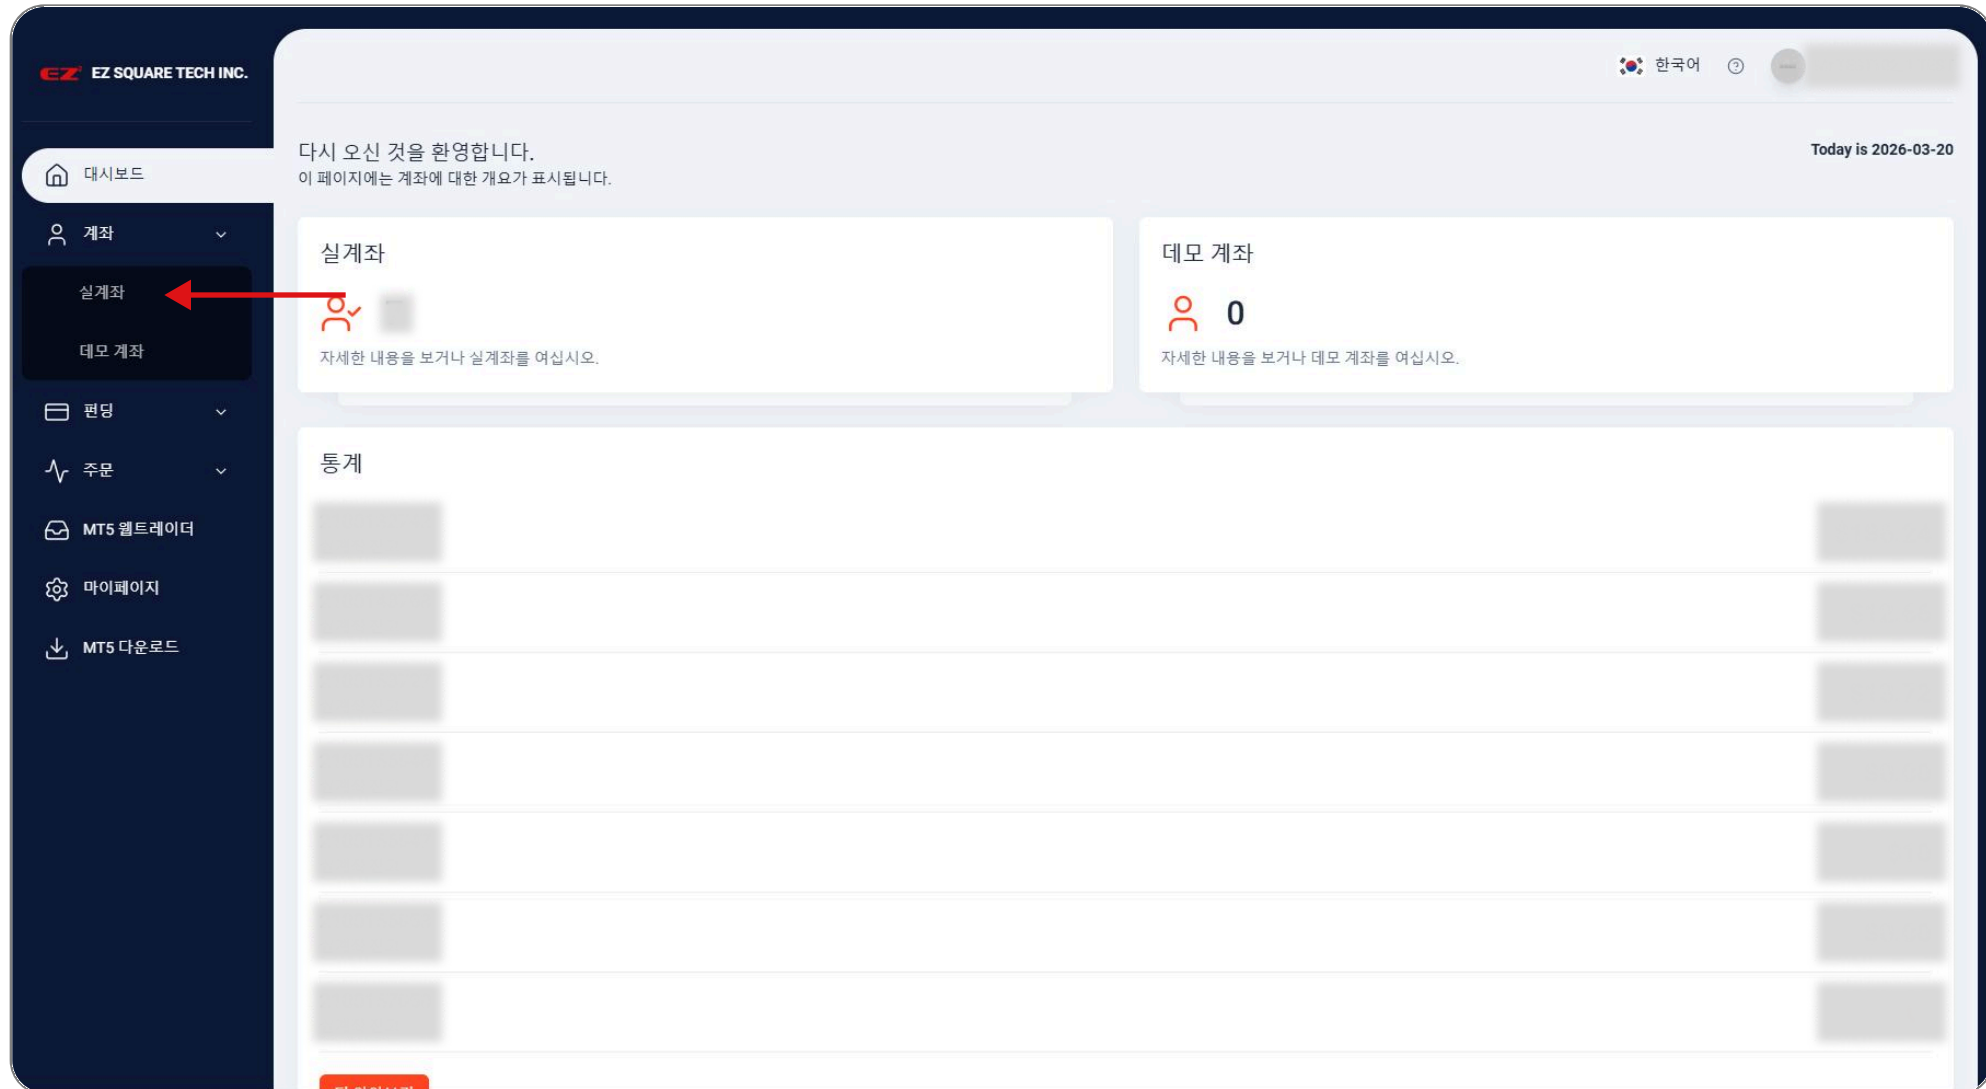 EZ² EZ SQUARE TECH INC.
한국어
대시보드
계좌
실계좌
데모 계좌
펀딩
주문
MT5 웹트레이더
마이페이지
MT5 다운로드
다시 오신 것을 환영합니다.
이 페이지에는 계좌에 대한 개요가 표시됩니다.
Today is 2026-03-20
실계좌
자세한 내용을 보거나 실계좌를 여십시오.
데모 계좌
0
자세한 내용을 보거나 데모 계좌를 여십시오.
통계